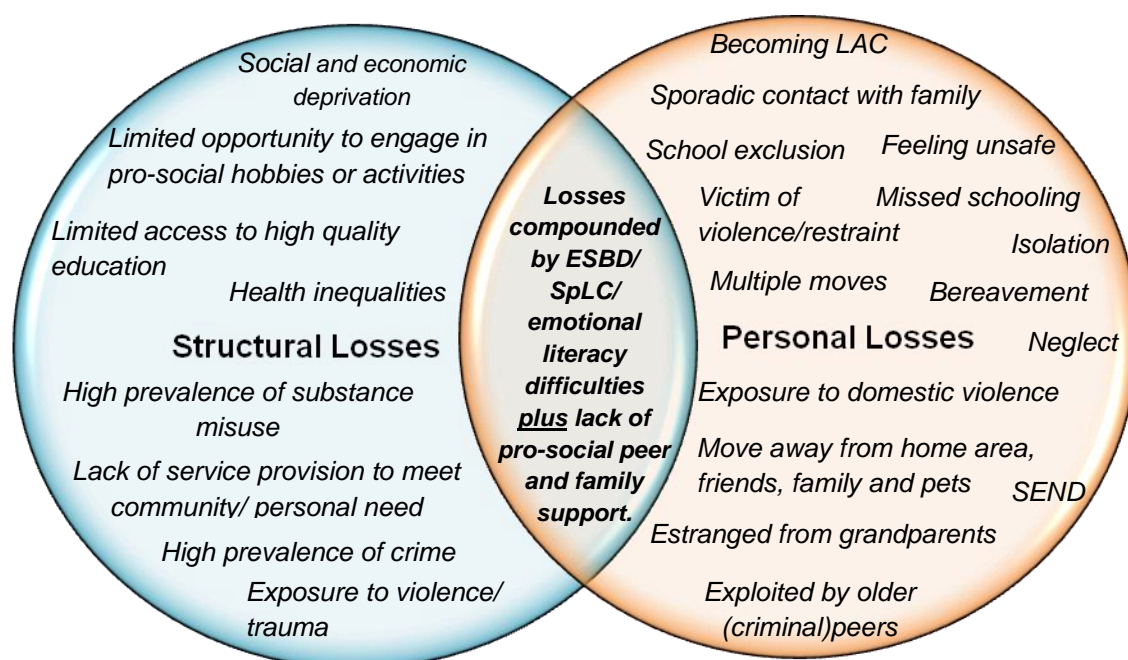 Social and economic
deprivation
Limited opportunity to engage in
pro-social hobbies or activities
Limited access to high quality
education
Health inequalities
Structural Losses
High prevalence of substance
misuse
Lack of service provision to meet
community/ personal need
High prevalence of crime
Exposure to violence/
trauma
Losses
compounded
by ESBD/
SpLC/
emotional
literacy
difficulties
plus lack of
pro-social peer
and family
support.
Becoming LAC
Sporadic contact with family
School exclusion
Feeling unsafe
Victim of
violence/restraint
Missed schooling
Isolation
Multiple moves
Bereavement
Personal Losses
Neglect
Exposure to domestic violence
Move away from home area,
friends, family and pets
SEND
Estranged from grandparents
Exploited by older
(criminal)peers